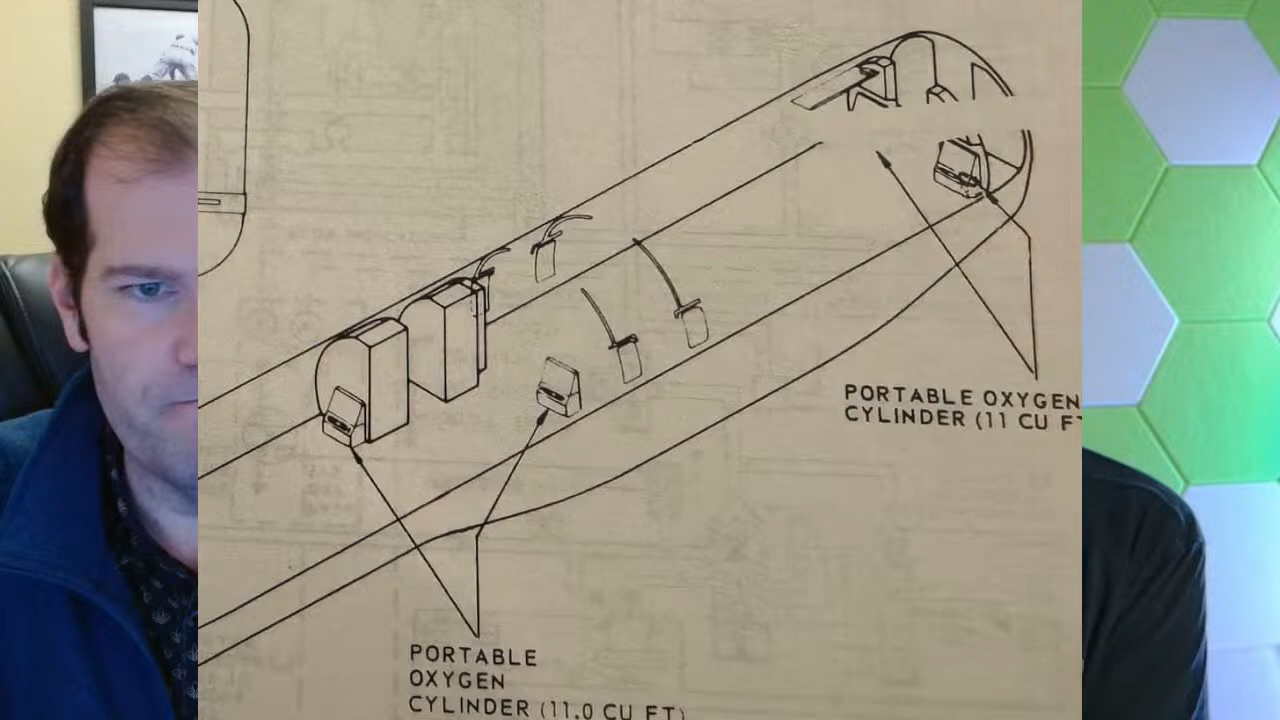 PORTABLE OXYGEN
CYLINDER (11 CU F
PORTABLE
OXYGEN
CYLINDER (11.0 CU FT)